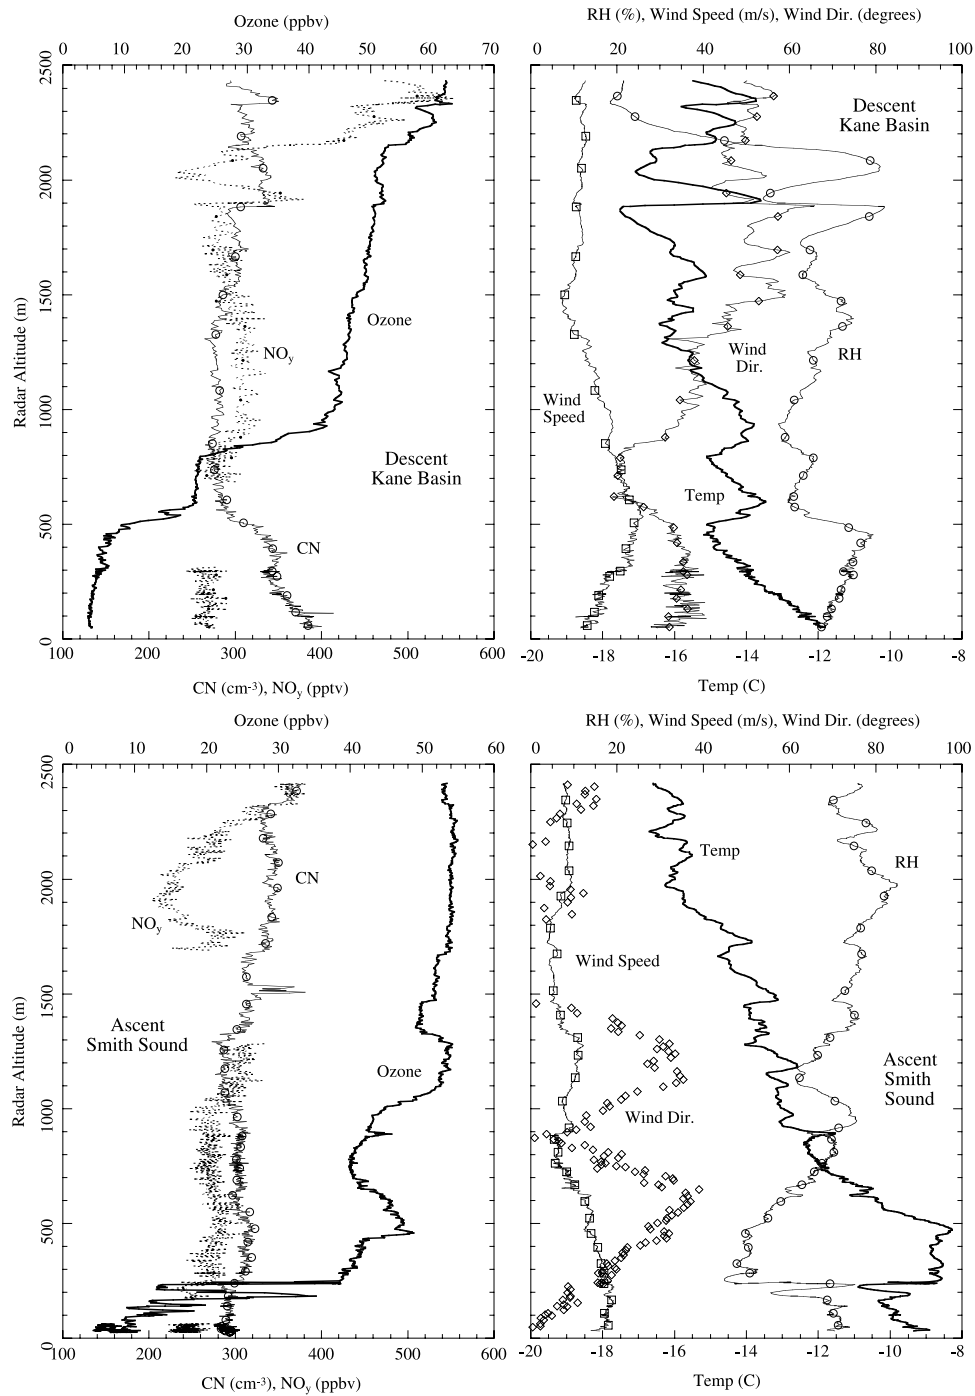 Ozone (ppbv)
0 10 20 30 40 50 60 70
2500
2000
1500
1000
500
0
Radar Altitude (m)
Ozone
NOy
Descent
Kane Basin
CN
100 200 300 400 500 600
CN (cm-3), NOy (pptv)
RH (%), Wind Speed (m/s), Wind Dir. (degrees)
0 20 40 60 80 100
Descent
Kane Basin
Wind
Dir.
RH
Wind
Speed
Temp
-18 -16 -14 -12 -10 -8
Temp (C)
Ozone (ppbv)
0 10 20 30 40 50 60
2500
2000
1500
1000
500
0
Radar Altitude (m)
CN
NOy
Ascent
Smith Sound
Ozone
100 200 300 400 500 600
CN (cm-3), NOy (ppbv)
RH (%), Wind Speed (m/s), Wind Dir. (degrees)
0 20 40 60 80 100
Temp
RH
Wind Speed
Ascent
Smith
Sound
Wind Dir.
-20 -18 -16 -14 -12 -10 -8
Temp (C)